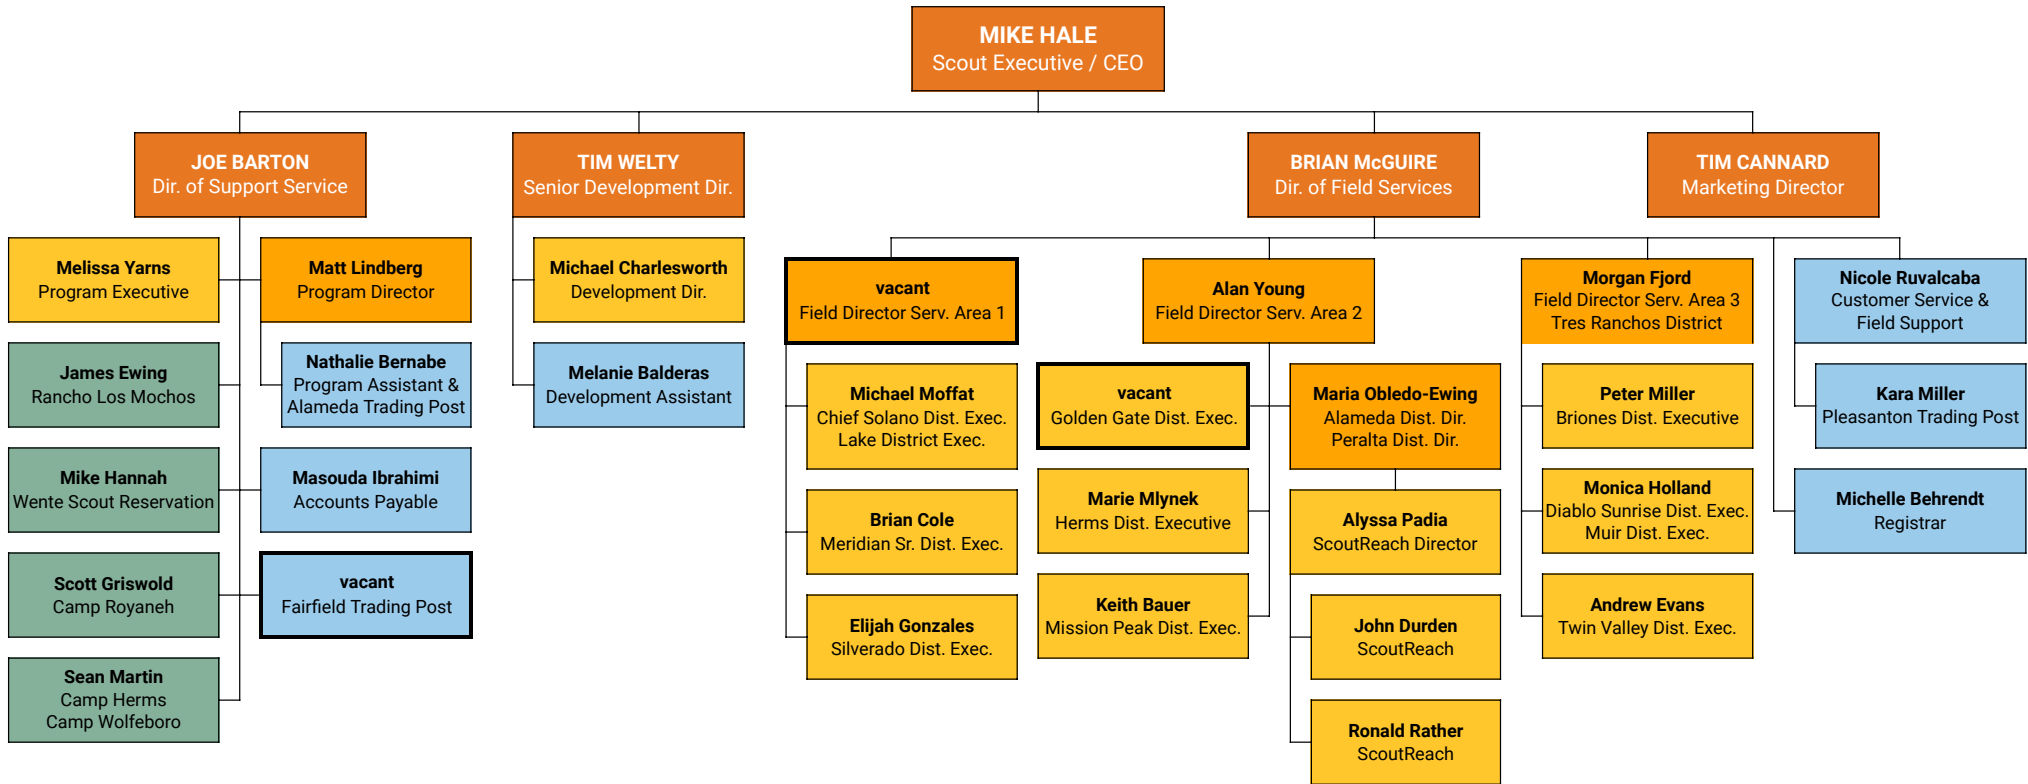 MIKE HALE
Scout Executive / CEO
JOE BARTON
Dir. of Support Service
TIM WELTY
Senior Development Dir.
BRIAN McGUIRE
Dir. of Field Services
TIM CANNARD
Marketing Director
Melissa Yarns
Program Executive
Matt Lindberg
Program Director
James Ewing
Rancho Los Mochos
Nathalie Bernabe
Program Assistant &
Alameda Trading Post
Mike Hannah
Wente Scout Reservation
Masouda Ibrahimi
Accounts Payable
Scott Griswold
Camp Royaneh
vacant
Fairfield Trading Post
Sean Martin
Camp Herms
Camp Wolfeboro
Michael Charlesworth
Development Dir.
Melanie Balderas
Development Assistant
vacant
Field Director Serv. Area 1
Michael Moffat
Chief Solano Dist. Exec.
Lake District Exec.
Brian Cole
Meridian Sr. Dist. Exec.
Elijah Gonzales
Silverado Dist. Exec.
Alan Young
Field Director Serv. Area 2
vacant
Golden Gate Dist. Exec.
Maria Obledo-Ewing
Alameda Dist. Dir.
Peralta Dist. Dir.
Marie Mlynek
Herms Dist. Executive
Alyssa Padia
ScoutReach Director
Keith Bauer
Mission Peak Dist. Exec.
John Durden
ScoutReach
Ronald Rather
ScoutReach
Morgan Fjord
Field Director Serv. Area 3
Tres Ranchos District
Peter Miller
Briones Dist. Executive
Monica Holland
Diablo Sunrise Dist. Exec.
Muir Dist. Exec.
Andrew Evans
Twin Valley Dist. Exec.
Nicole Ruvalcaba
Customer Service &
Field Support
Kara Miller
Pleasanton Trading Post
Michelle Behrendt
Registrar